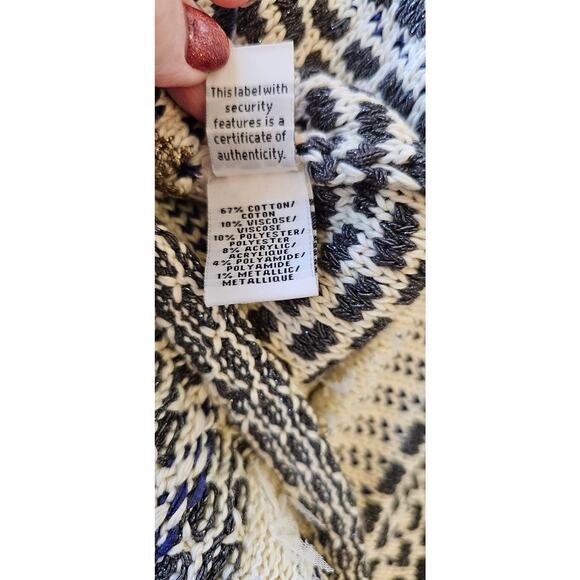 This label with
security
features is a
certificate of
authenticity.
67% COTTON/
COTON
10% VISCOSE/
VISCOSE
10% POLYESTER/
POLYESTER
8% ACRYLIC/
ACRYLIQUE
4% POLYAMIDE/
POLYAMIDE
1% METALLIC/
METALLIQUE